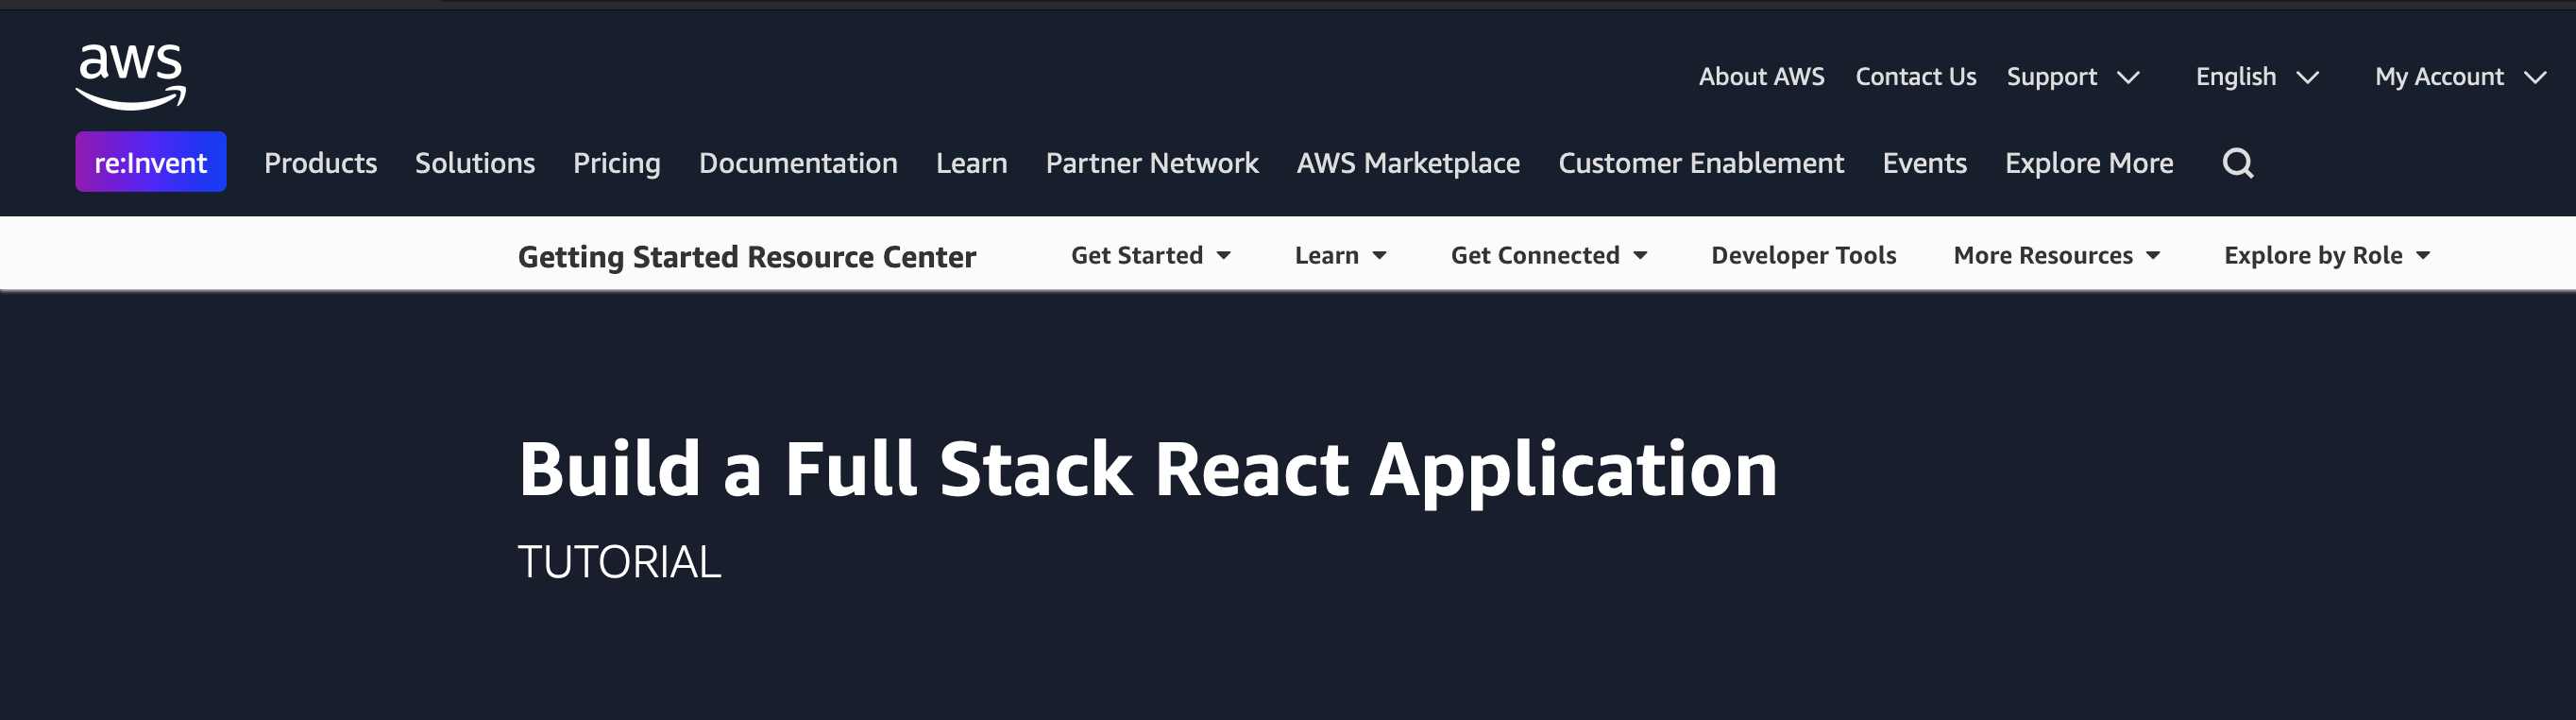 aws
About AWS Contact Us Support English My Account
re:Invent Products Solutions Pricing Documentation Learn Partner Network AWS Marketplace Customer Enablement Events Explore More
Getting Started Resource Center Get Started Learn Get Connected Developer Tools More Resources Explore by Role
Build a Full Stack React Application
TUTORIAL